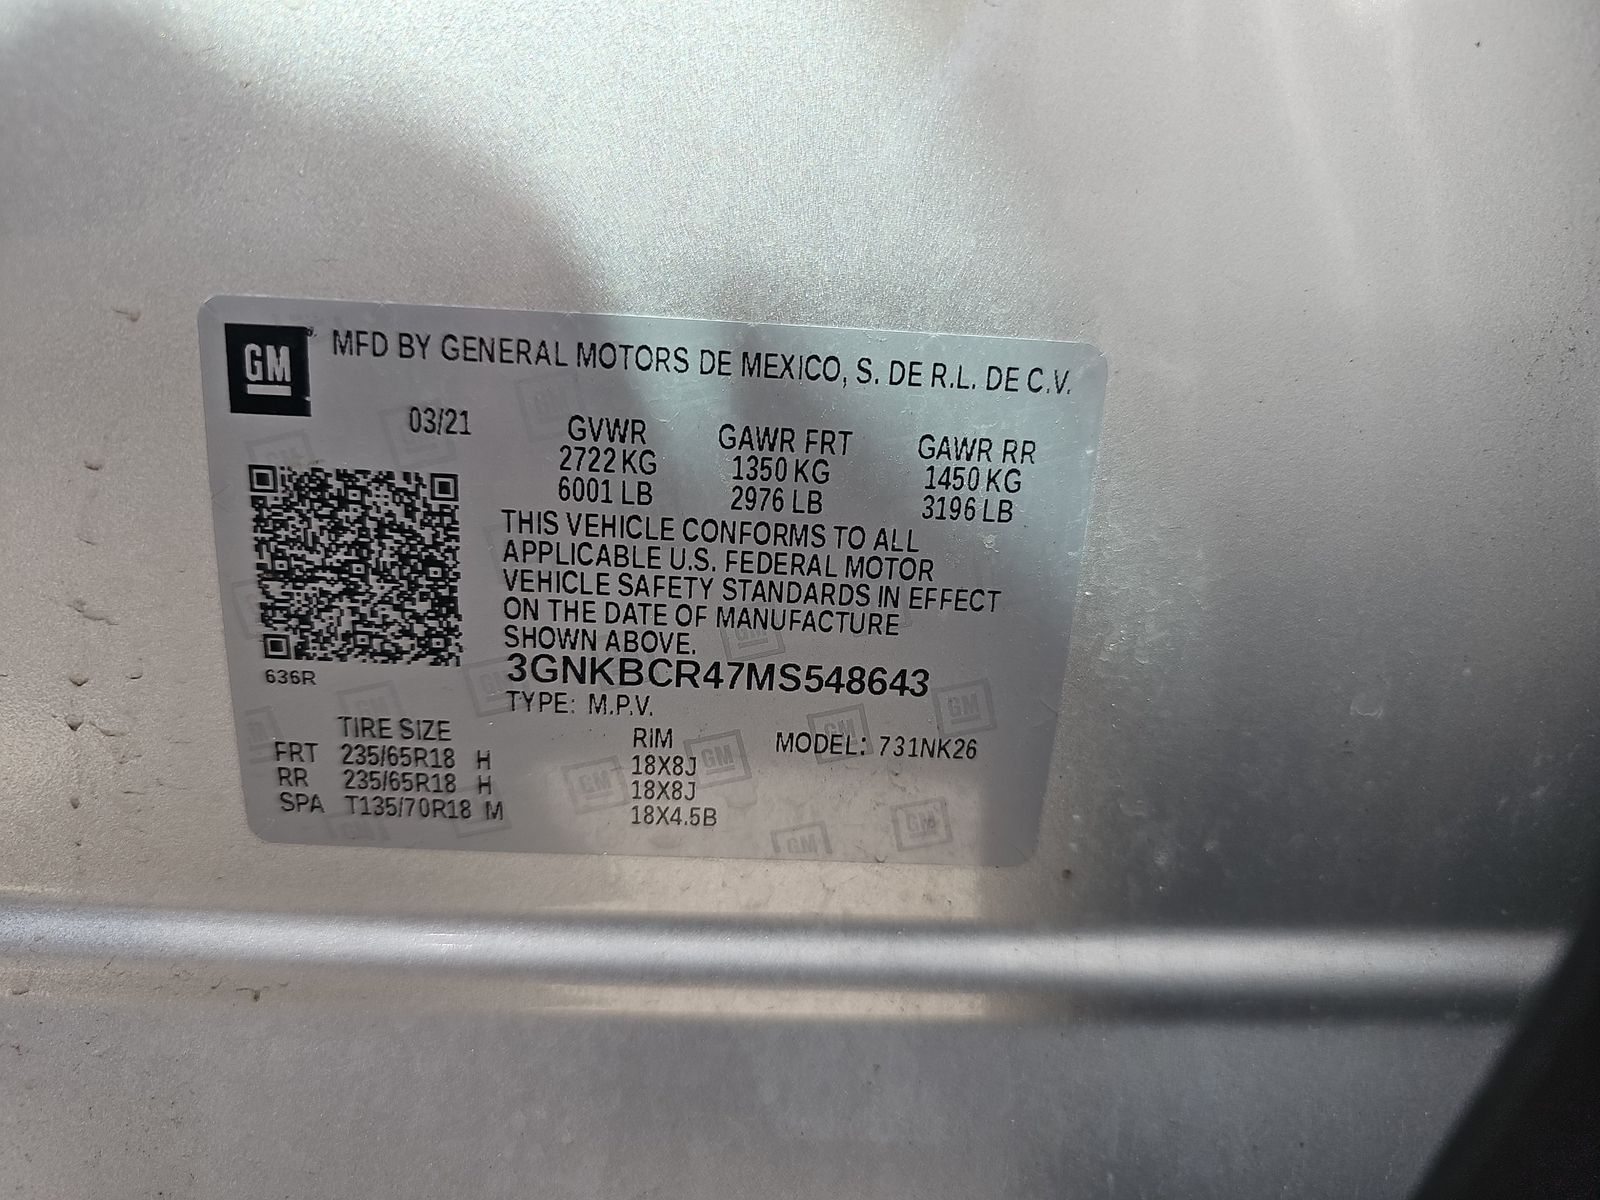 GM MFD BY GENERAL MOTORS DE MEXICO, S. DE R.L. DE C.V.
03/21
GVWR GAWR FRT GAWR RR
2722 KG 1350 KG 1450 KG
6001 LB 2976 LB 3196 LB
THIS VEHICLE CONFORMS TO ALL
APPLICABLE U.S. FEDERAL MOTOR
VEHICLE SAFETY STANDARDS IN EFFECT
ON THE DATE OF MANUFACTURE
SHOWN ABOVE.
636R
3GNKBCR47MS548643
TYPE: M.P.V.
TIRE SIZE RIM MODEL: 731NK26
FRT 235/65R18 H 18X8J
RR 235/65R18 H 18X8J
SPA T135/70R18 M 18X4.5B